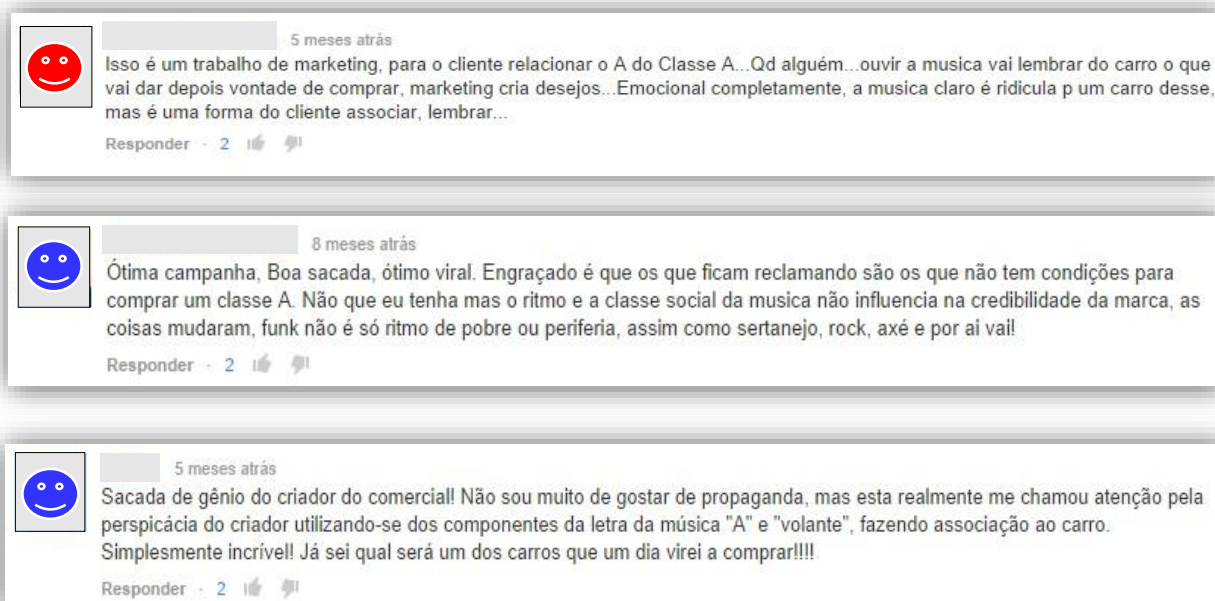 5 meses atrás
Isso é um trabalho de marketing, para o cliente relacionar o A do Classe A...Qd alguém...ouvir a musica vai lembrar do carro o que
vai dar depois vontade de comprar, marketing cria desejos...Emocional completamente, a musica claro é ridicula p um carro desse,
mas é uma forma do cliente associar, lembrar...
Responder · 2
8 meses atrás
Ótima campanha, Boa sacada, ótimo viral. Engraçado é que os que ficam reclamando são os que não tem condições para
comprar um classe A. Não que eu tenha mas o ritmo e a classe social da musica não influencia na credibilidade da marca, as
coisas mudaram, funk não é só ritmo de pobre ou periferia, assim como sertanejo, rock, axé e por ai vai!
Responder · 2
5 meses atrás
Sacada de gênio do criador do comercial! Não sou muito de gostar de propaganda, mas esta realmente me chamou atenção pela
perspicácia do criador utilizando-se dos componentes da letra da música "A" e "volante", fazendo associação ao carro.
Simplesmente incrível! Já sei qual será um dos carros que um dia virei a comprar!!!!
Responder · 2